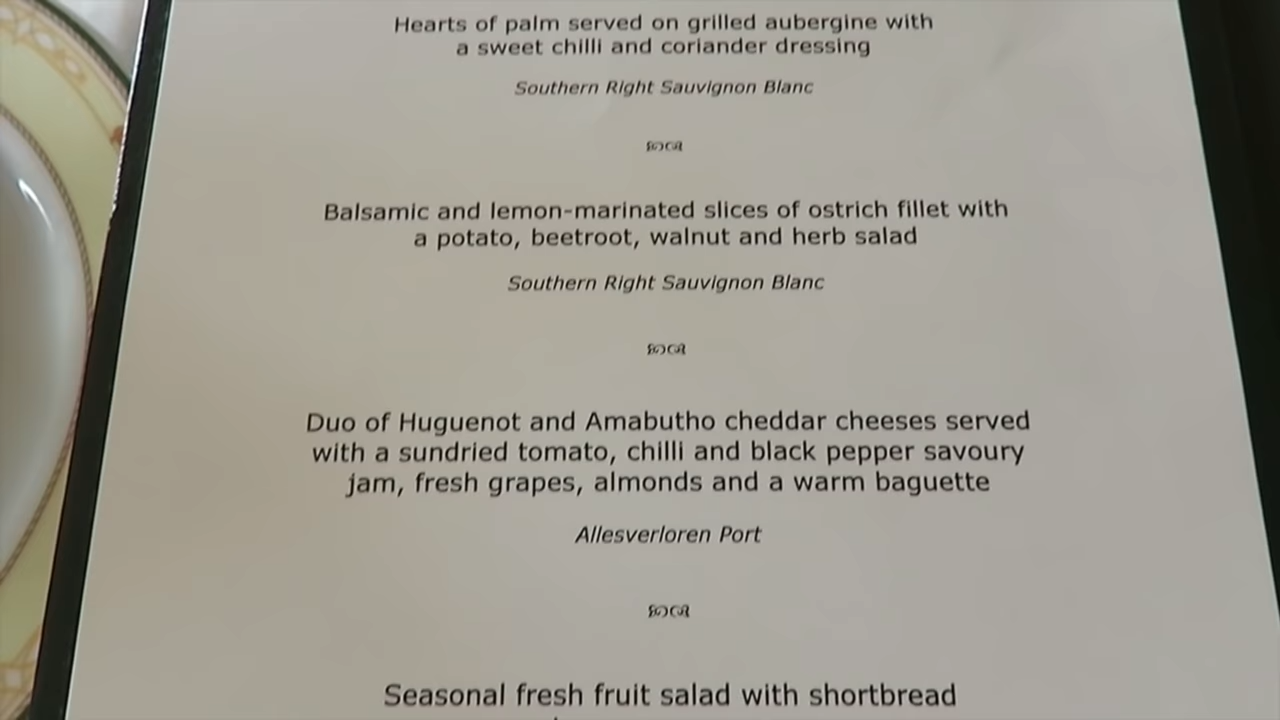 Hearts of palm served on grilled aubergine with
a sweet chilli and coriander dressing
Southern Right Sauvignon Blanc
Balsamic and lemon-marinated slices of ostrich fillet with
a potato, beetroot, walnut and herb salad
Southern Right Sauvignon Blanc
Duo of Huguenot and Amabutho cheddar cheeses served
with a sundried tomato, chilli and black pepper savoury
jam, fresh grapes, almonds and a warm baguette
Allesverloren Port
Seasonal fresh fruit salad with shortbread